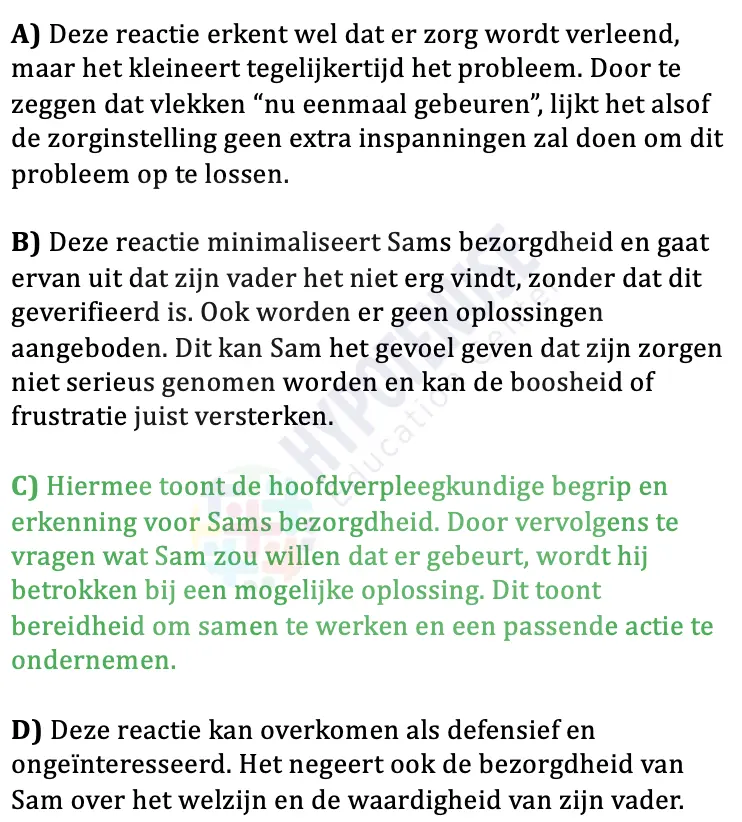 A) Deze reactie erkent wel dat er zorg wordt verleend,
maar het kleineert tegelijkertijd het probleem. Door te
zeggen dat vlekken “nu eenmaal gebeuren”, lijkt het alsof
de zorginstelling geen extra inspanningen zal doen om dit
probleem op te lossen.
B) Deze reactie minimaliseert Sams bezorgdheid en gaat
ervan uit dat zijn vader het niet erg vindt, zonder dat dit
geverifieerd is. Ook worden er geen oplossingen
aangeboden. Dit kan Sam het gevoel geven dat zijn zorgen
niet serieus genomen worden en kan de boosheid of
frustratie juist versterken.
C) Hiermee toont de hoofdverpleegkundige begrip en
erkenning voor Sams bezorgdheid. Door vervolgens te
vragen wat Sam zou willen dat er gebeurt, wordt hij
betrokken bij een mogelijke oplossing. Dit toont
bereidheid om samen te werken en een passende actie te
ondernemen.
D) Deze reactie kan overkomen als defensief en
ongeïnteresseerd. Het negeert ook de bezorgdheid van
Sam over het welzijn en de waardigheid van zijn vader.
HYPOTENUSE
Education Center